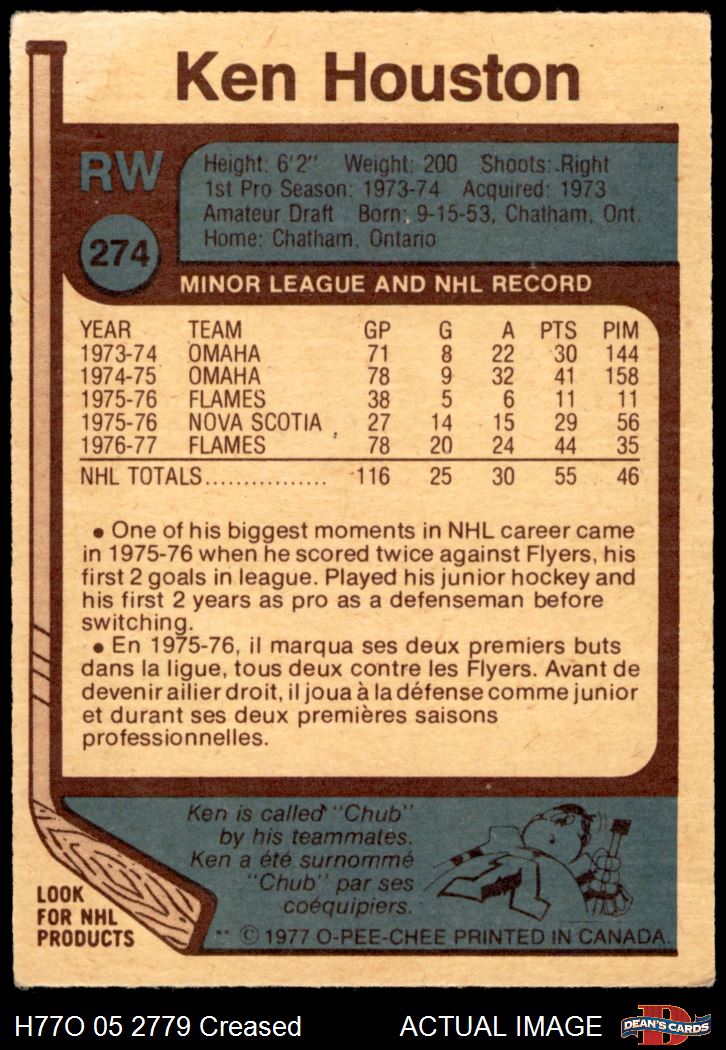 Ken Houston
RW
274
Height: 6'2" Weight: 200 Shoots: Right
1st Pro Season: 1973-74 Acquired: 1973
Amateur Draft Born: 9-15-53, Chatham, Ont.
Home: Chatham, Ontario
MINOR LEAGUE AND NHL RECORD
YEAR TEAM GP G A PTS PIM
1973-74 OMAHA 71 8 22 30 144
1974-75 OMAHA 78 9 32 41 158
1975-76 FLAMES 38 5 6 11 11
1975-76 NOVA SCOTIA 27 14 15 29 56
1976-77 FLAMES 78 20 24 44 35
NHL TOTALS................ 116 25 30 55 46
• One of his biggest moments in NHL career came
in 1975-76 when he scored twice against Flyers, his
first 2 goals in league. Played his junior hockey and
his first 2 years as pro as a defenseman before
switching.
• En 1975-76, il marqua ses deux premiers buts
dans la ligue, tous deux contre les Flyers. Avant de
devenir ailier droit, il joua à la défense comme junior
et durant ses deux premières saisons
professionnelles.
Ken is called "Chub"
by his teammates.
Ken a été surnommé
"Chub" par ses
coéquipiers.
LOOK
FOR NHL
PRODUCTS
** © 1977 O-PEE-CHEE PRINTED IN CANADA.
H77O 05 2779 Creased ACTUAL IMAGE
D
DEAN'S CARDS